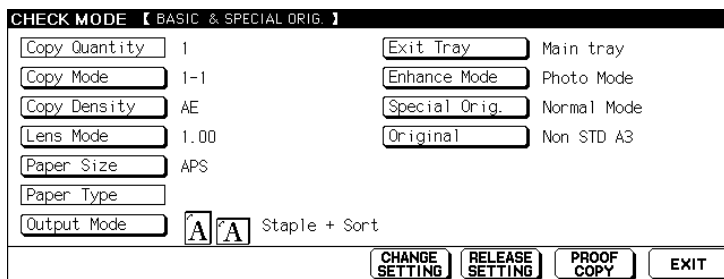 CHECK MODE 【 BASIC & SPECIAL ORIG. 】
Copy Quantity 1 Exit Tray Main tray
Copy Mode 1-1 Enhance Mode Photo Mode
Copy Density AE Special Orig. Normal Mode
Lens Mode 1.00 Original Non STD A3
Paper Size APS
Paper Type
Output Mode A A Staple + Sort
CHANGE SETTING RELEASE SETTING PROOF COPY EXIT